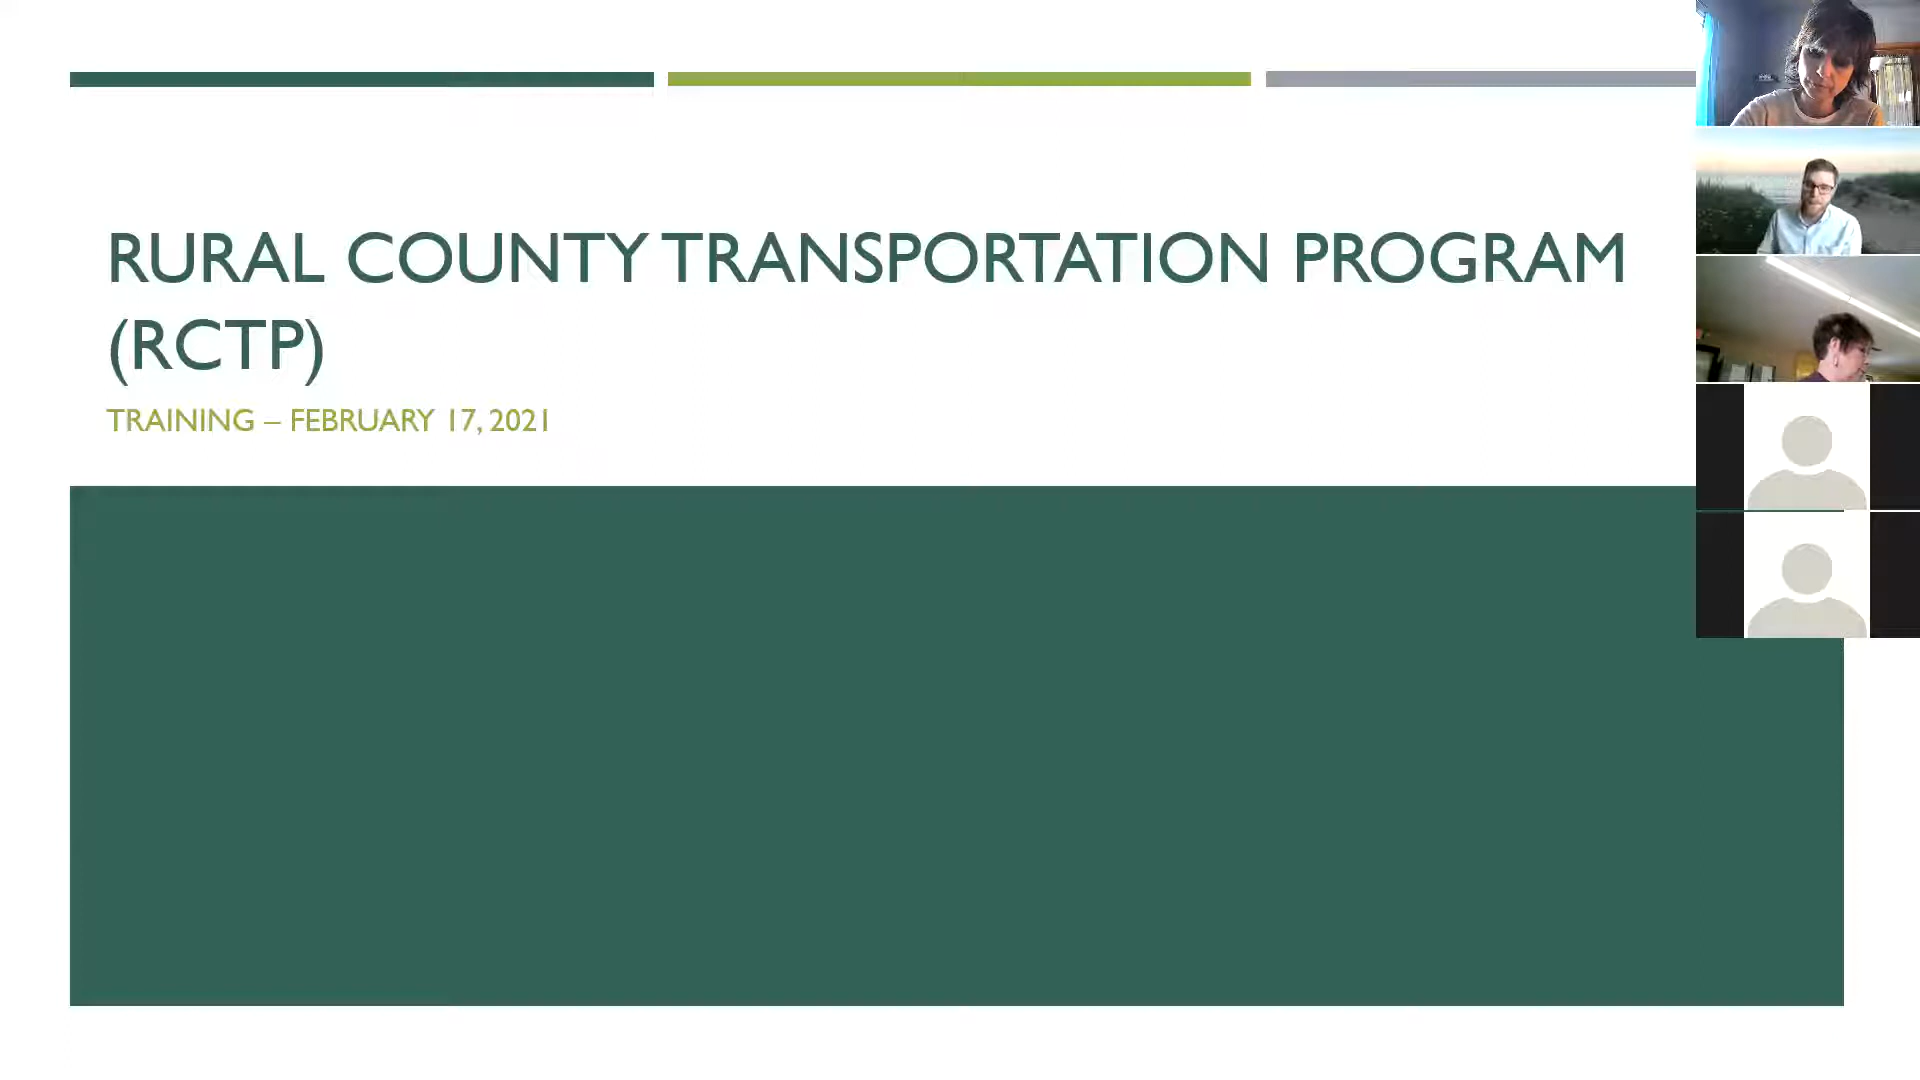 RURAL COUNTY TRANSPORTATION PROGRAM
(RCTP)
TRAINING – FEBRUARY 17, 2021